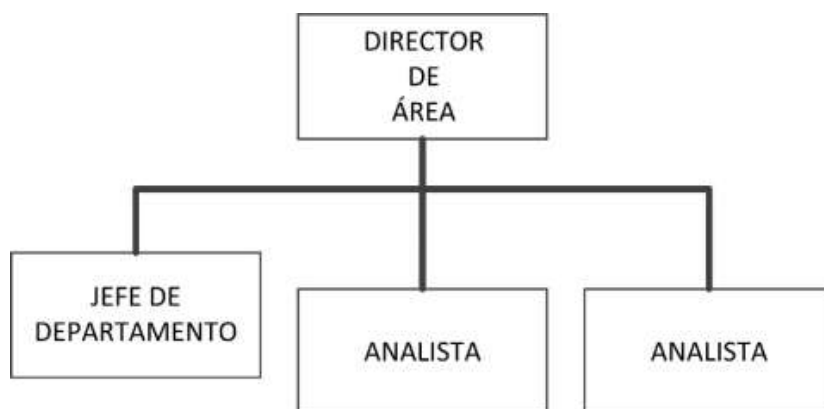 DIRECTOR
DE
ÁREA
JEFE DE
DEPARTAMENTO
ANALISTA
ANALISTA